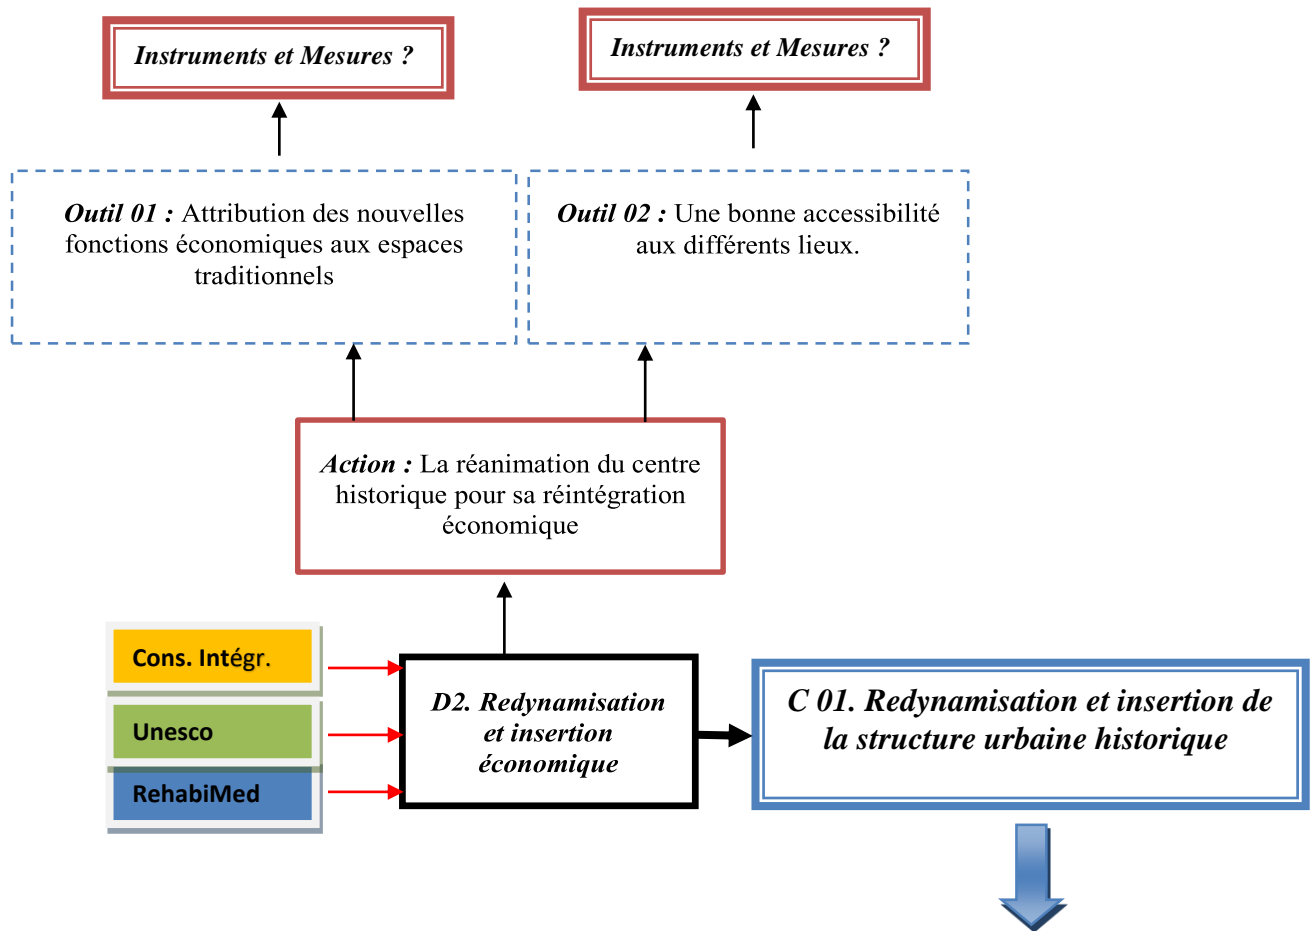 Instruments et Mesures ?
Instruments et Mesures ?
Outil 01 : Attribution des nouvelles
fonctions économiques aux espaces
traditionnels
Outil 02 : Une bonne accessibilité
aux différents lieux.
Action : La réanimation du centre
historique pour sa réintégration
économique
Cons. Intégr.
Unesco
RehabiMed
D2. Redynamisation
et insertion
économique
C 01. Redynamisation et insertion de
la structure urbaine historique